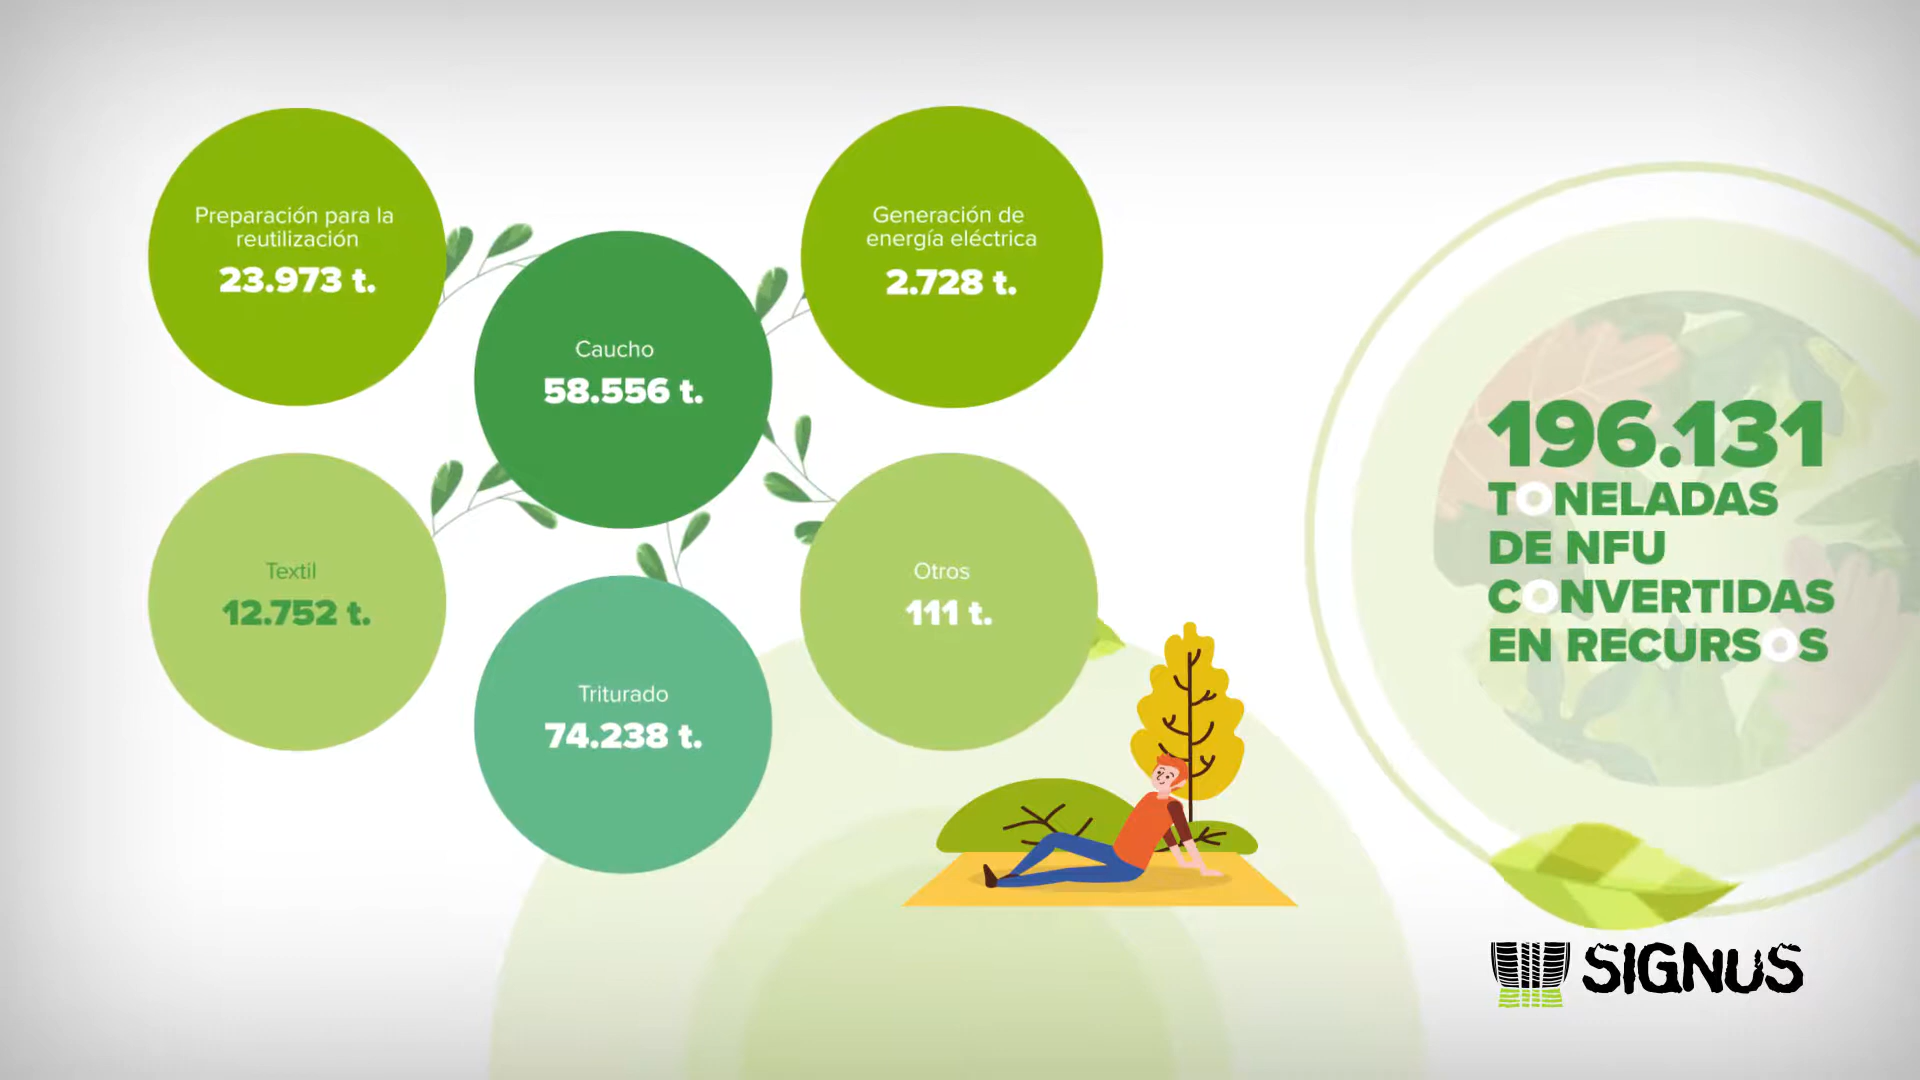 Preparación para la
reutilización
23.973 t.
Caucho
58.556 t.
Generación de
energía eléctrica
2.728 t.
Textil
12.752 t.
Triturado
74.238 t.
Otros
111 t.
196.131
TONELADAS
DE NFU
CONVERTIDAS
EN RECURSOS
SIGNUS